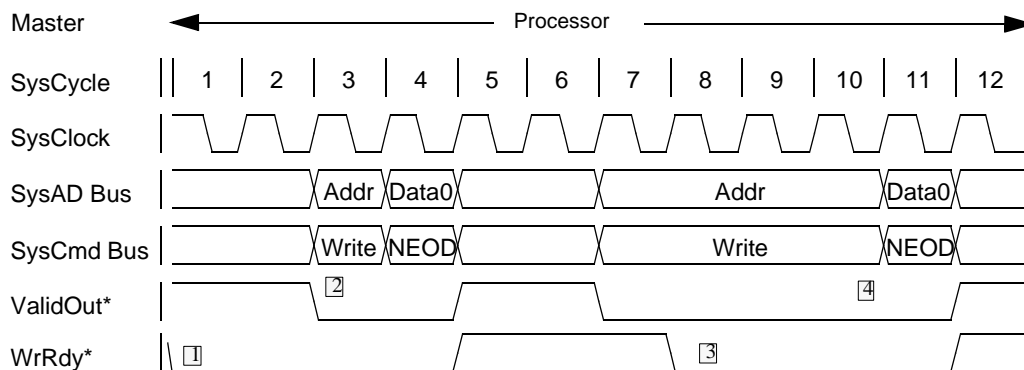 Master Processor
SysCycle 1 2 3 4 5 6 7 8 9 10 11 12
SysClock
SysAD Bus Addr Data0 Addr Data0
SysCmd Bus Write NEOD Write NEOD
ValidOut* 2 4
WrRdy* 1 3